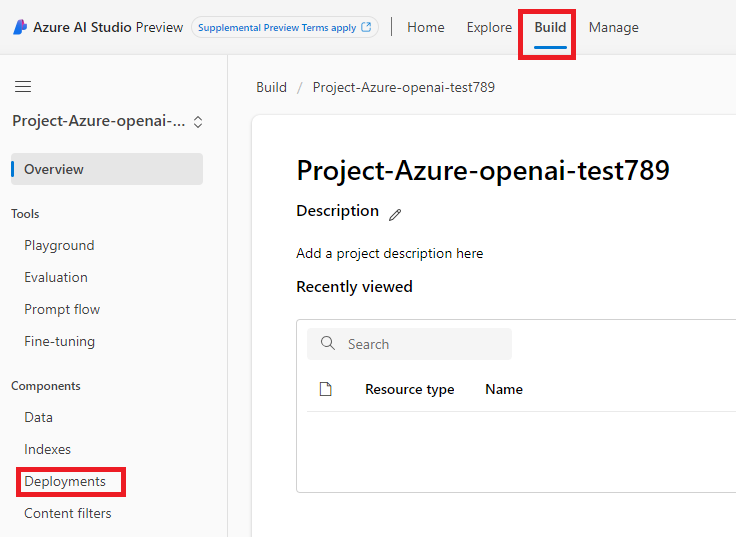 Azure AI Studio Preview Supplemental Preview Terms apply Home Explore Build Manage
Build / Project-Azure-openai-test789
Project-Azure-openai-...
Overview
Tools
Playground
Evaluation
Prompt flow
Fine-tuning
Components
Data
Indexes
Deployments
Content filters
Project-Azure-openai-test789
Description
Add a project description here
Recently viewed
Search
Resource type Name